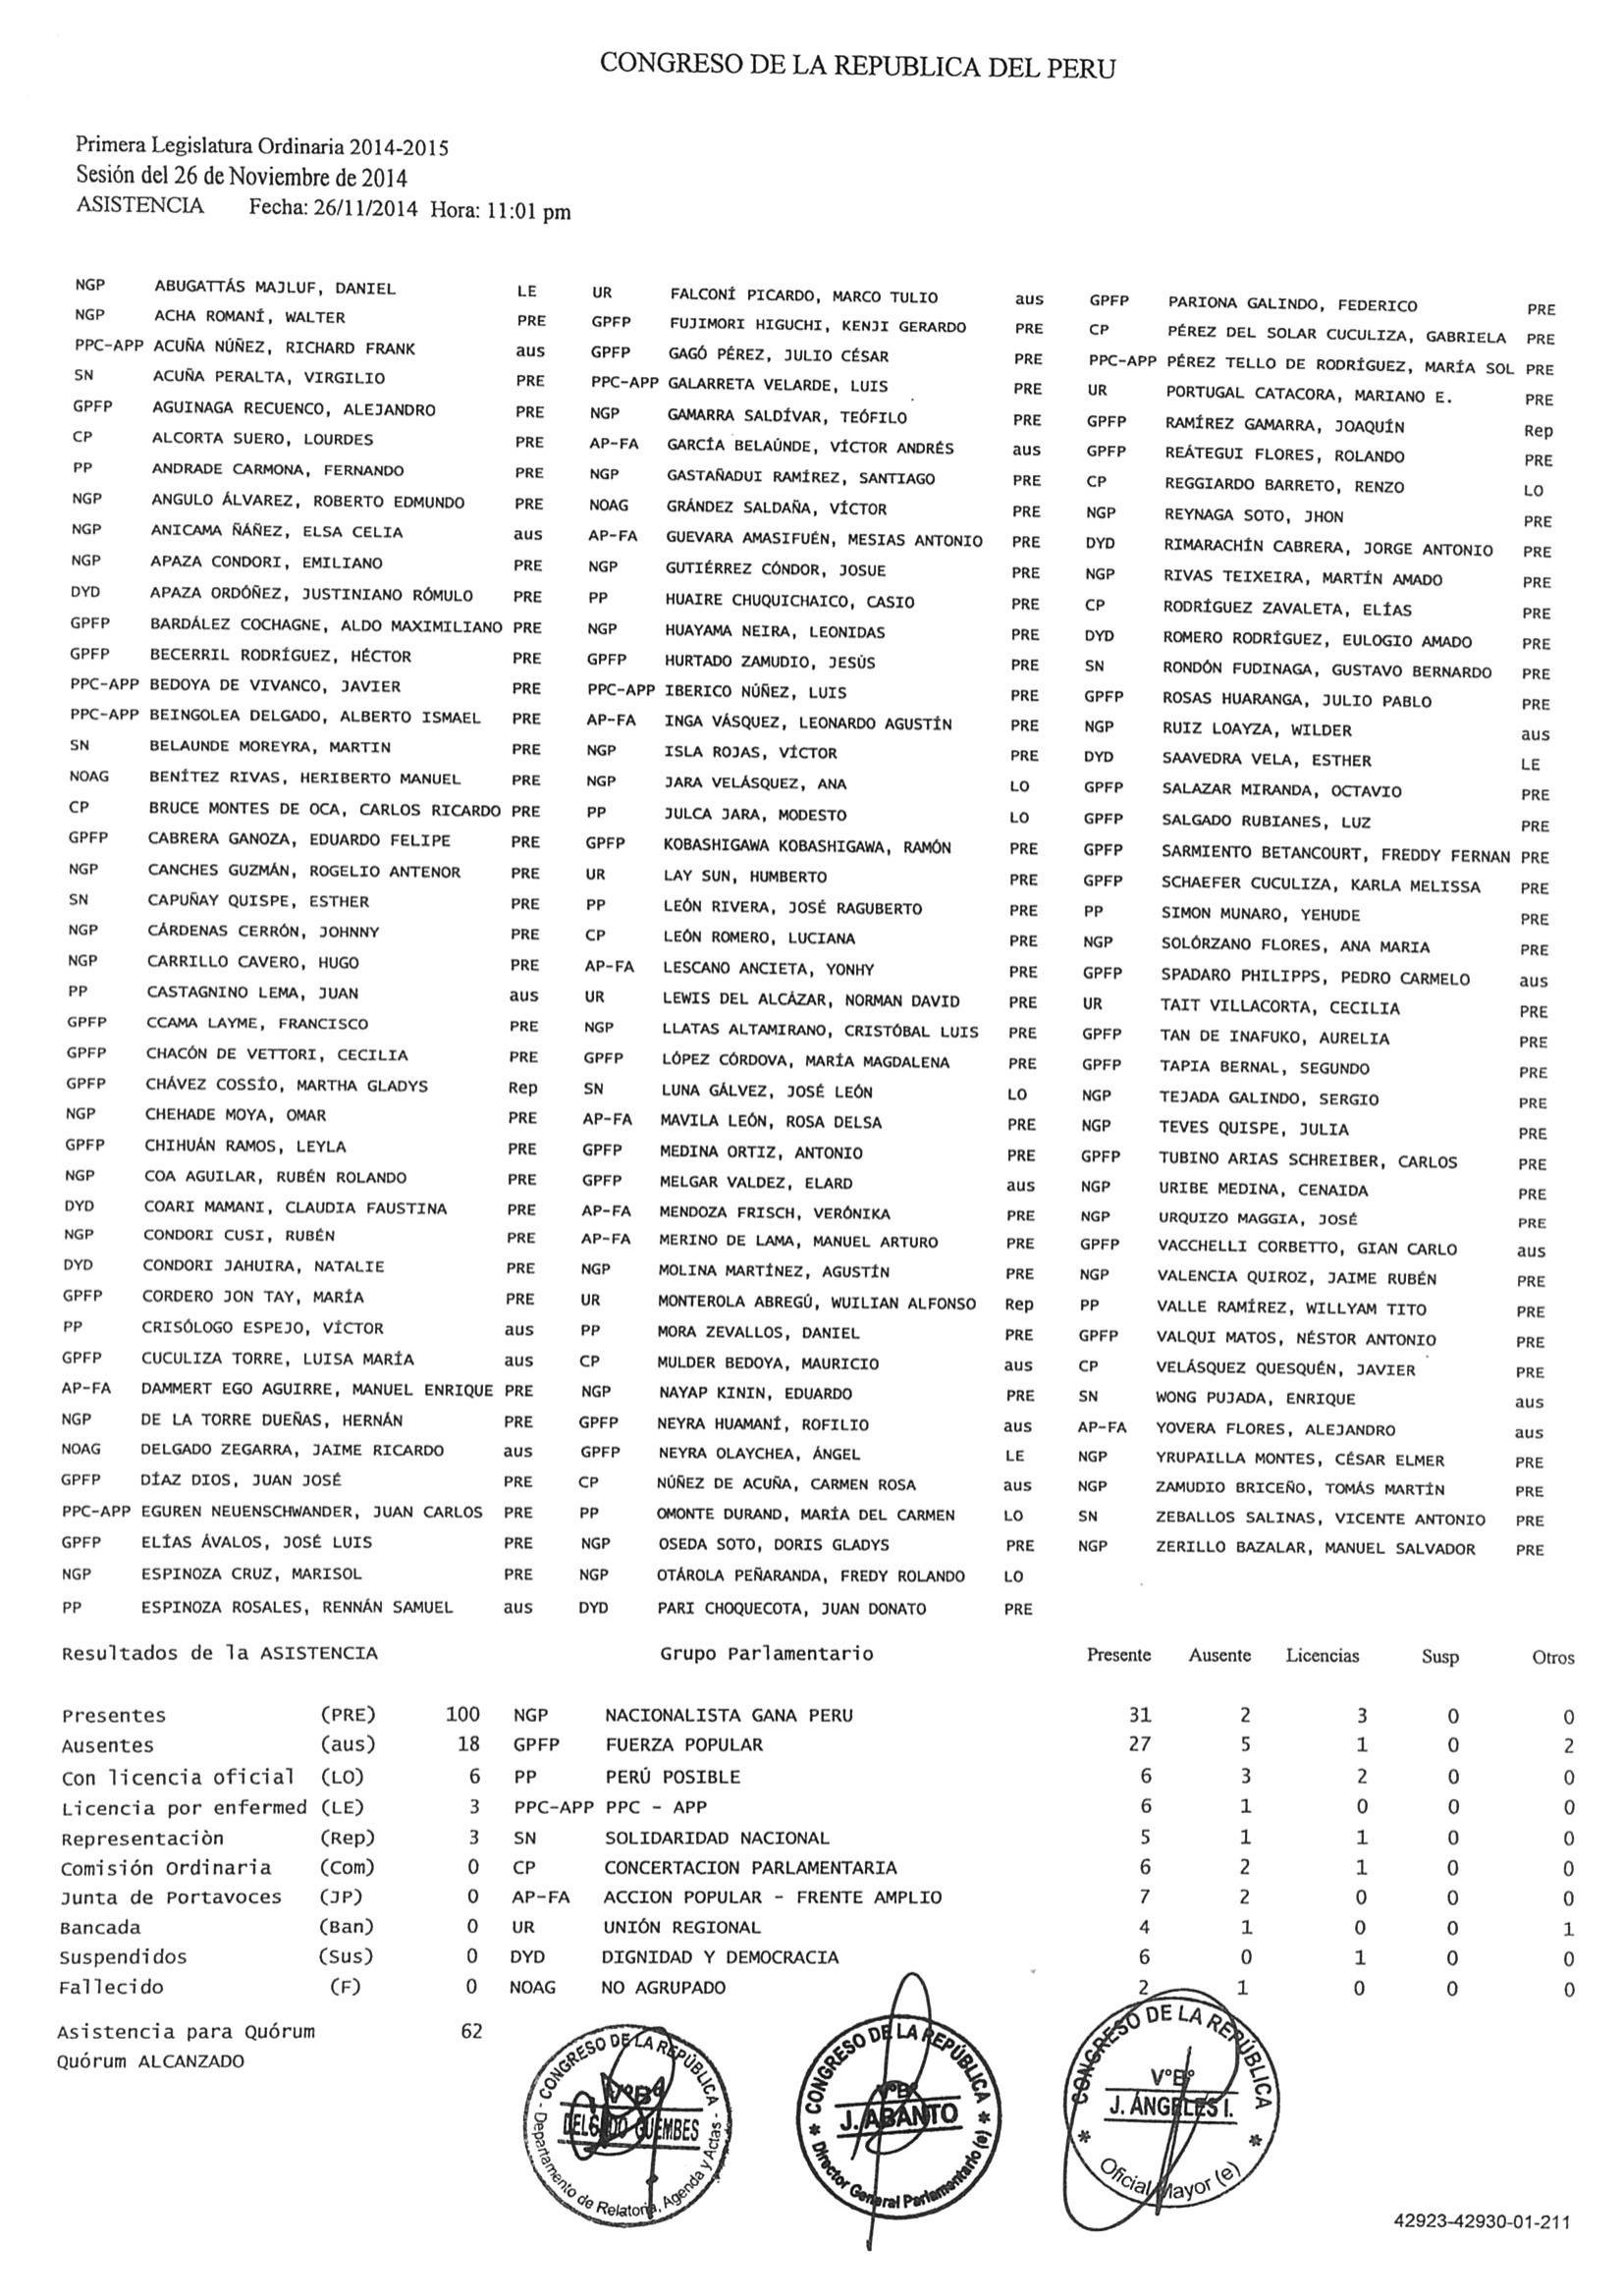 CONGRESO DE LA REPUBLICA DEL PERU
Primera Legislatura Ordinaria 2014-2015
Sesión del 26 de Noviembre de 2014
ASISTENCIA Fecha: 26/11/2014 Hora: 11:01 pm
NGP ABUGATTÁS MAJLUF, DANIEL LE UR FALCONÍ PICARDO, MARCO TULIO aus GPFP PARIONA GALINDO, FEDERICO PRE
NGP ACHA ROMANÍ, WALTER PRE GPFP FUJIMORI HIGUCHI, KENJI GERARDO PRE CP PÉREZ DEL SOLAR CUCULIZA, GABRIELA PRE
PPC-APP ACUÑA NÚÑEZ, RICHARD FRANK aus GPFP GAGÓ PÉREZ, JULIO CÉSAR PRE PPC-APP PÉREZ TELLO DE RODRÍGUEZ, MARÍA SOL PRE
SN ACUÑA PERALTA, VIRGILIO PRE PPC-APP GALARRETA VELARDE, LUIS PRE UR PORTUGAL CATACORA, MARIANO E. PRE
GPFP AGUINAGA RECUENCO, ALEJANDRO PRE NGP GAMARRA SALDÍVAR, TEÓFILO PRE GPFP RAMÍREZ GAMARRA, JOAQUÍN Rep
CP ALCORTA SUERO, LOURDES PRE AP-FA GARCÍA BELAÚNDE, VÍCTOR ANDRÉS aus GPFP REÁTEGUI FLORES, ROLANDO PRE
PP ANDRADE CARMONA, FERNANDO PRE NGP GASTAÑADUI RAMÍREZ, SANTIAGO PRE CP REGGIARDO BARRETO, RENZO LO
NGP ANGULO ÁLVAREZ, ROBERTO EDMUNDO PRE NOAG GRÁNDEZ SALDAÑA, VÍCTOR PRE NGP REYNAGA SOTO, JHON PRE
NGP ANICAMA ÑÁÑEZ, ELSA CELIA aus AP-FA GUEVARA AMASIFUÉN, MESIAS ANTONIO PRE DYD RIMARACHÍN CABRERA, JORGE ANTONIO PRE
NGP APAZA CONDORI, EMILIANO PRE NGP GUTIÉRREZ CÓNDOR, JOSUE PRE NGP RIVAS TEIXEIRA, MARTÍN AMADO PRE
DYD APAZA ORDÓÑEZ, JUSTINIANO RÓMULO PRE PP HUAIRE CHUQUICHAICO, CASIO PRE CP RODRÍGUEZ ZAVALETA, ELÍAS PRE
GPFP BARDÁLEZ COCHAGNE, ALDO MAXIMILIANO PRE NGP HUAYAMA NEIRA, LEONIDAS PRE DYD ROMERO RODRÍGUEZ, EULOGIO AMADO PRE
GPFP BECERRIL RODRÍGUEZ, HÉCTOR PRE GPFP HURTADO ZAMUDIO, JESÚS PRE SN RONDÓN FUDINAGA, GUSTAVO BERNARDO PRE
PPC-APP BEDOYA DE VIVANCO, JAVIER PRE PPC-APP IBERICO NÚÑEZ, LUIS PRE GPFP ROSAS HUARANGA, JULIO PABLO PRE
PPC-APP BEINGOLEA DELGADO, ALBERTO ISMAEL PRE AP-FA INGA VÁSQUEZ, LEONARDO AGUSTÍN PRE NGP RUIZ LOAYZA, WILDER aus
SN BELAUNDE MOREYRA, MARTIN PRE NGP ISLA ROJAS, VÍCTOR PRE DYD SAAVEDRA VELA, ESTHER LE
NOAG BENÍTEZ RIVAS, HERIBERTO MANUEL PRE NGP JARA VELÁSQUEZ, ANA LO GPFP SALAZAR MIRANDA, OCTAVIO PRE
CP BRUCE MONTES DE OCA, CARLOS RICARDO PRE PP JULCA JARA, MODESTO LO GPFP SALGADO RUBIANES, LUZ PRE
GPFP CABRERA GANOZA, EDUARDO FELIPE PRE GPFP KOBASHIGAWA KOBASHIGAWA, RAMÓN PRE GPFP SARMIENTO BETANCOURT, FREDDY FERNAN PRE
NGP CANCHES GUZMÁN, ROGELIO ANTENOR PRE UR LAY SUN, HUMBERTO PRE GPFP SCHAEFER CUCULIZA, KARLA MELISSA PRE
SN CAPUÑAY QUISPE, ESTHER PRE PP LEÓN RIVERA, JOSÉ RAGUBERTO PRE PP SIMON MUNARO, YEHUDE PRE
NGP CÁRDENAS CERRÓN, JOHNNY PRE CP LEÓN ROMERO, LUCIANA PRE NGP SOLÓRZANO FLORES, ANA MARIA PRE
NGP CARRILLO CAVERO, HUGO PRE AP-FA LESCANO ANCIETA, YONHY PRE GPFP SPADARO PHILIPPS, PEDRO CARMELO aus
PP CASTAGNINO LEMA, JUAN aus UR LEWIS DEL ALCÁZAR, NORMAN DAVID PRE UR TAIT VILLACORTA, CECILIA PRE
GPFP CCAMA LAYME, FRANCISCO PRE NGP LLATAS ALTAMIRANO, CRISTÓBAL LUIS PRE GPFP TAN DE INAFUKO, AURELIA PRE
GPFP CHACÓN DE VETTORI, CECILIA PRE GPFP LÓPEZ CÓRDOVA, MARÍA MAGDALENA PRE GPFP TAPIA BERNAL, SEGUNDO PRE
GPFP CHÁVEZ COSSÍO, MARTHA GLADYS Rep SN LUNA GÁLVEZ, JOSÉ LEÓN LO NGP TEJADA GALINDO, SERGIO PRE
NGP CHEHADE MOYA, OMAR PRE AP-FA MAVILA LEÓN, ROSA DELSA PRE NGP TEVES QUISPE, JULIA PRE
GPFP CHIHUÁN RAMOS, LEYLA PRE GPFP MEDINA ORTIZ, ANTONIO PRE GPFP TUBINO ARIAS SCHREIBER, CARLOS PRE
NGP COA AGUILAR, RUBÉN ROLANDO PRE GPFP MELGAR VALDEZ, ELARD aus NGP URIBE MEDINA, CENAIDA PRE
DYD COARI MAMANI, CLAUDIA FAUSTINA PRE AP-FA MENDOZA FRISCH, VERÓNIKA PRE NGP URQUIZO MAGGIA, JOSÉ PRE
NGP CONDORI CUSI, RUBÉN PRE AP-FA MERINO DE LAMA, MANUEL ARTURO PRE GPFP VACCHELLI CORBETTO, GIAN CARLO aus
DYD CONDORI JAHUIRA, NATALIE PRE NGP MOLINA MARTÍNEZ, AGUSTÍN PRE NGP VALENCIA QUIROZ, JAIME RUBÉN PRE
GPFP CORDERO JON TAY, MARÍA PRE UR MONTEROLA ABREGÚ, WUILIAN ALFONSO Rep PP VALLE RAMÍREZ, WILLYAM TITO PRE
PP CRISÓLOGO ESPEJO, VÍCTOR aus PP MORA ZEVALLOS, DANIEL PRE GPFP VALQUI MATOS, NÉSTOR ANTONIO PRE
GPFP CUCULIZA TORRE, LUISA MARÍA aus CP MULDER BEDOYA, MAURICIO aus CP VELÁSQUEZ QUESQUÉN, JAVIER PRE
AP-FA DAMMERT EGO AGUIRRE, MANUEL ENRIQUE PRE NGP NAYAP KININ, EDUARDO PRE SN WONG PUJADA, ENRIQUE aus
NGP DE LA TORRE DUEÑAS, HERNÁN PRE GPFP NEYRA HUAMANÍ, ROFILIO aus AP-FA YOVERA FLORES, ALEJANDRO aus
NOAG DELGADO ZEGARRA, JAIME RICARDO aus GPFP NEYRA OLAYCHEA, ÁNGEL LE NGP YRUPAILLA MONTES, CÉSAR ELMER PRE
GPFP DÍAZ DIOS, JUAN JOSÉ PRE CP NÚÑEZ DE ACUÑA, CARMEN ROSA aus NGP ZAMUDIO BRICEÑO, TOMÁS MARTÍN PRE
PPC-APP EGUREN NEUENSCHWANDER, JUAN CARLOS PRE PP OMONTE DURAND, MARÍA DEL CARMEN LO SN ZEBALLOS SALINAS, VICENTE ANTONIO PRE
GPFP ELÍAS ÁVALOS, JOSÉ LUIS PRE NGP OSEDA SOTO, DORIS GLADYS PRE NGP ZERILLO BAZALAR, MANUEL SALVADOR PRE
NGP ESPINOZA CRUZ, MARISOL PRE NGP OTÁROLA PEÑARANDA, FREDY ROLANDO LO
PP ESPINOZA ROSALES, RENNÁN SAMUEL aus DYD PARI CHOQUECOTA, JUAN DONATO PRE
Resultados de la ASISTENCIA Grupo Parlamentario Presente Ausente Licencias Susp Otros
Presentes (PRE) 100 NGP NACIONALISTA GANA PERU 31 2 3 0 0
Ausentes (aus) 18 GPFP FUERZA POPULAR 27 5 1 0 2
Con licencia oficial (LO) 6 PP PERÚ POSIBLE 6 3 2 0 0
Licencia por enfermed (LE) 3 PPC-APP PPC - APP 6 1 0 0 0
Representaciòn (Rep) 3 SN SOLIDARIDAD NACIONAL 5 1 1 0 0
Comisión Ordinaria (Com) 0 CP CONCERTACION PARLAMENTARIA 6 2 1 0 0
Junta de Portavoces (JP) 0 AP-FA ACCION POPULAR - FRENTE AMPLIO 7 2 0 0 0
Bancada (Ban) 0 UR UNIÓN REGIONAL 4 1 0 0 1
Suspendidos (Sus) 0 DYD DIGNIDAD Y DEMOCRACIA 6 0 1 0 0
Fallecido (F) 0 NOAG NO AGRUPADO 2 1 0 0 0
Asistencia para Quórum 62
Quórum ALCANZADO
- CONGRESO DE LA REPÚBLICA -
V°B°
DELGADO GUEMBES
Departamento de Relatoría, Agenda y Actas
CONGRESO DE LA REPÚBLICA
V°B°
J. ABANTO
Director General Parlamentario (e)
CONGRESO DE LA REPÚBLICA
V°B°
J. ÁNGELES I.
Oficial Mayor (e)
42923-42930-01-211